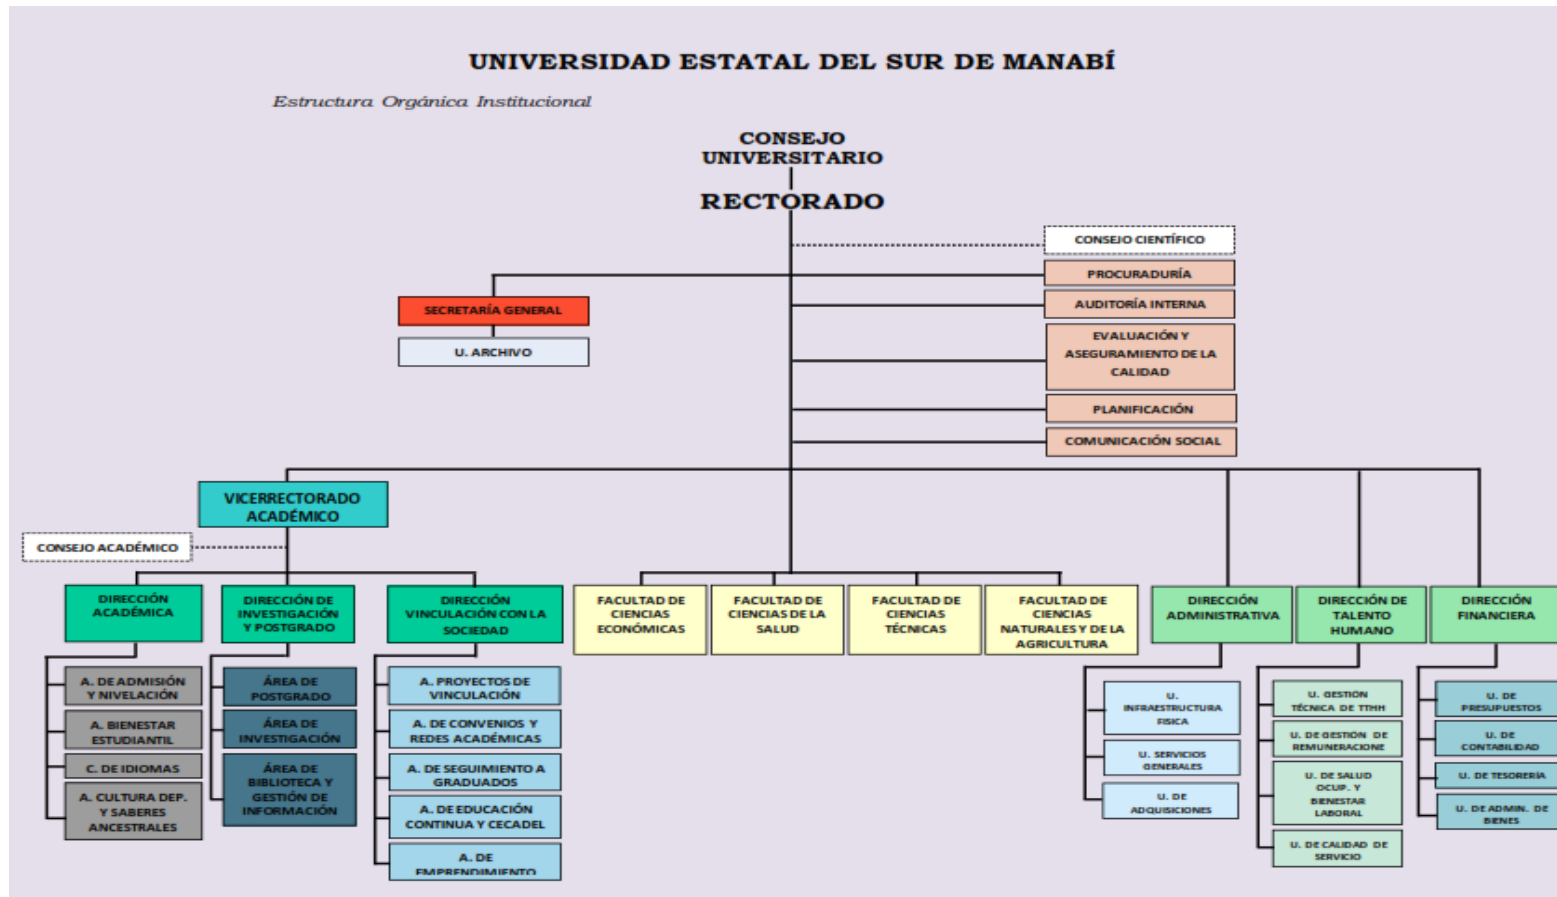 UNIVERSIDAD ESTATAL DEL SUR DE MANABÍ
Estructura Orgánica Institucional
CONSEJO
UNIVERSITARIO
RECTORADO
CONSEJO CIENTÍFICO
PROCURADURÍA
AUDITORÍA INTERNA
EVALUACIÓN Y
ASEGURAMIENTO DE LA
CALIDAD
PLANIFICACIÓN
COMUNICACIÓN SOCIAL
SECRETARÍA GENERAL
U. ARCHIVO
VICERRECTORADO
ACADÉMICO
CONSEJO ACADÉMICO
DIRECCIÓN
ACADÉMICA
A. DE ADMISIÓN
Y NIVELACIÓN
A. BIENESTAR
ESTUDIANTIL
C. DE IDIOMAS
A. CULTURA DEP.
Y SABERES
ANCESTRALES
DIRECCIÓN DE
INVESTIGACIÓN
Y POSTGRADO
ÁREA DE
POSTGRADO
ÁREA DE
INVESTIGACIÓN
ÁREA DE
BIBLIOTECA Y
GESTIÓN DE
INFORMACIÓN
DIRECCIÓN
VINCULACIÓN CON LA
SOCIEDAD
A. PROYECTOS DE
VINCULACIÓN
A. DE CONVENIOS Y
REDES ACADÉMICAS
A. DE SEGUIMIENTO A
GRADUADOS
A. DE EDUCACIÓN
CONTINUA Y CECADEL
A. DE
EMPRENDIMIENTO
FACULTAD DE
CIENCIAS
ECONÓMICAS
FACULTAD DE
CIENCIAS DE LA
SALUD
FACULTAD DE
CIENCIAS
TÉCNICAS
FACULTAD DE
CIENCIAS
NATURALES Y DE LA
AGRICULTURA
DIRECCIÓN
ADMINISTRATIVA
U.
INFRAESTRUCTURA
FISICA
U. SERVICIOS
GENERALES
U. DE
ADQUISICIONES
DIRECCIÓN DE
TALENTO
HUMANO
U. GESTIÓN
TÉCNICA DE TTHH
U. DE GESTIÓN DE
REMUNERACIONE
U. DE SALUD
OCUP. Y
BIENESTAR
LABORAL
U. DE CALIDAD DE
SERVICIO
DIRECCIÓN
FINANCIERA
U. DE
PRESUPUESTOS
U. DE
CONTABILIDAD
U. DE TESORERÍA
U. DE ADMIN. DE
BIENES